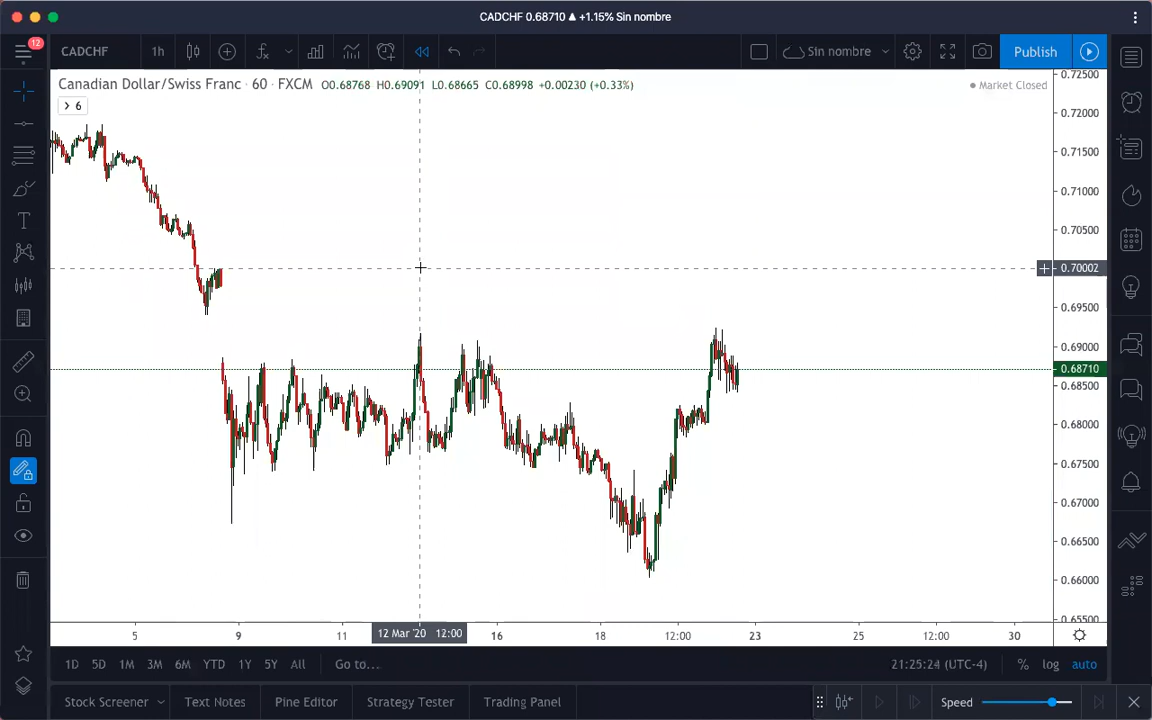 CADCHF 0.68710 ▲ +1.15% Sin nombre
12
CADCHF 1h Sin nombre Publish
Canadian Dollar/Swiss Franc · 60 · FXCM O0.68768 H0.69091 L0.68665 C0.68998 +0.00230 (+0.33%)
Market Closed
6
0.72500
0.72000
0.71500
0.71000
0.70500
0.70002
0.69500
0.69000
0.68710
0.68500
0.68000
0.67500
0.67000
0.66500
0.66000
0.65500
5 9 11 12 Mar '20 12:00 16 18 12:00 23 25 12:00 30
1D 5D 1M 3M 6M YTD 1Y 5Y All Go to... 21:25:24 (UTC-4) % log auto
Stock Screener Text Notes Pine Editor Strategy Tester Trading Panel Speed